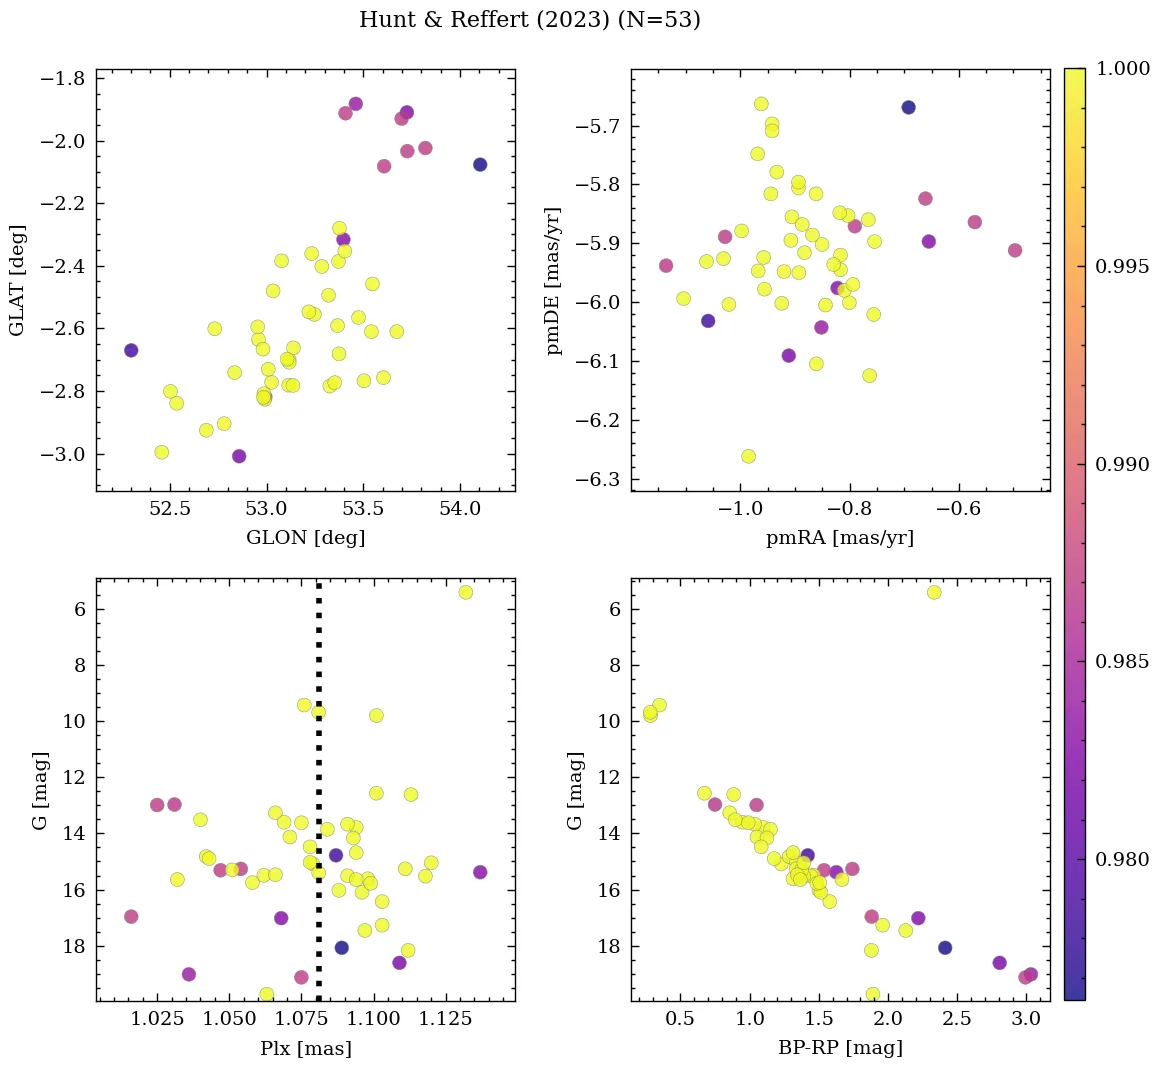 Hunt & Reffert (2023) (N=53)
−1.8
−2.0
−2.2
−2.4
−2.6
−2.8
−3.0
GLAT [deg]
52.5 53.0 53.5 54.0
GLON [deg]
−5.7
−5.8
−5.9
−6.0
−6.1
−6.2
−6.3
pmDE [mas/yr]
−1.0 −0.8 −0.6
pmRA [mas/yr]
1.000
0.995
0.990
0.985
0.980
6
8
10
12
14
16
18
G [mag]
1.025 1.050 1.075 1.100 1.125
Plx [mas]
6
8
10
12
14
16
18
G [mag]
0.5 1.0 1.5 2.0 2.5 3.0
BP-RP [mag]